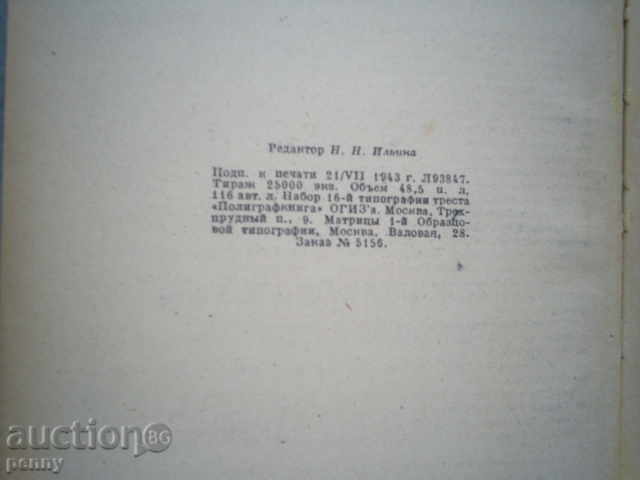 Редактор Н. Н. Ильина
Подп. к печати 21/VII 1943 г. Л93847.
Тираж 25000 экз. Объем 48,5 п. л.
116 авт. л. Набор 16-й типографии треста
«Полиграфкнига» ОГИЗ'а. Москва, Трех-
прудный п., 9. Матрицы 1-й Образцо-
вой типографии, Москва, Валовая, 28.
Заказ № 5156.
auction BG
penny